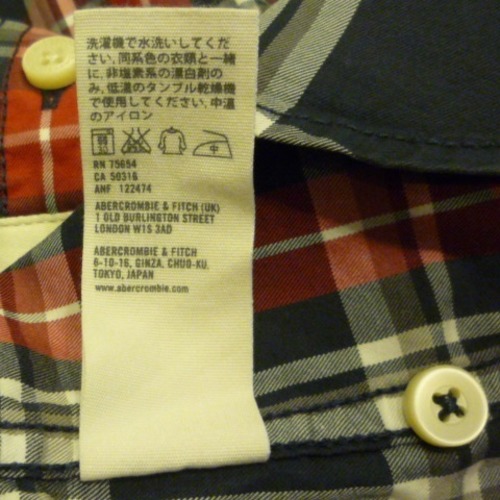 洗濯機で水洗いしてくだ
さい, 同系色の衣類と一緒
に, 非塩素系の漂白剤の
み, 低温のタンブル乾燥機
で使用してください, 中温
のアイロン
中
RN 75654
CA 50316
ANF 122474
ABERCROMBIE & FITCH (UK)
1 OLD BURLINGTON STREET
LONDON W1S 3AD
ABERCROMBIE & FITCH
6-10-16, GINZA, CHUO-KU,
TOKYO, JAPAN
www.abercrombie.com